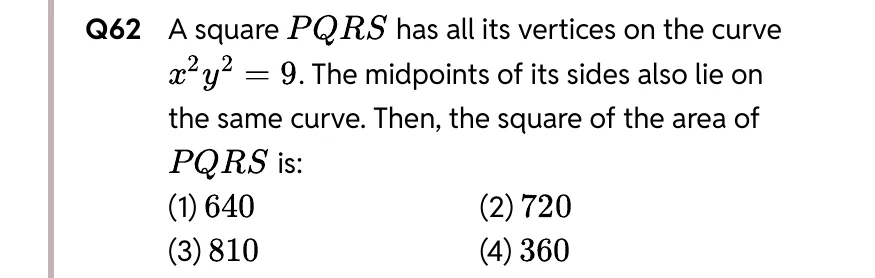 Q62 A square PQRS has all its vertices on the curve
x²y² = 9. The midpoints of its sides also lie on
the same curve. Then, the square of the area of
PQRS is:
(1) 640 (2) 720
(3) 810 (4) 360